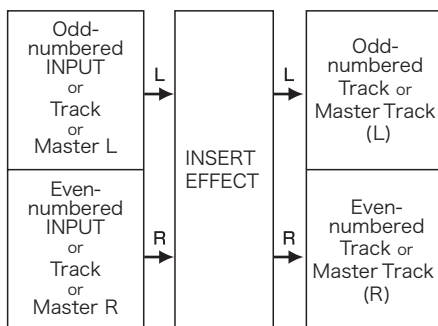 Odd-
numbered
INPUT
or
Track
or
Master L
L
INSERT
EFFECT
L
Odd-
numbered
Track or
Master Track
(L)
Even-
numbered
INPUT
or
Track
or
Master R
R
R
Even-
numbered
Track or
Master Track
(R)